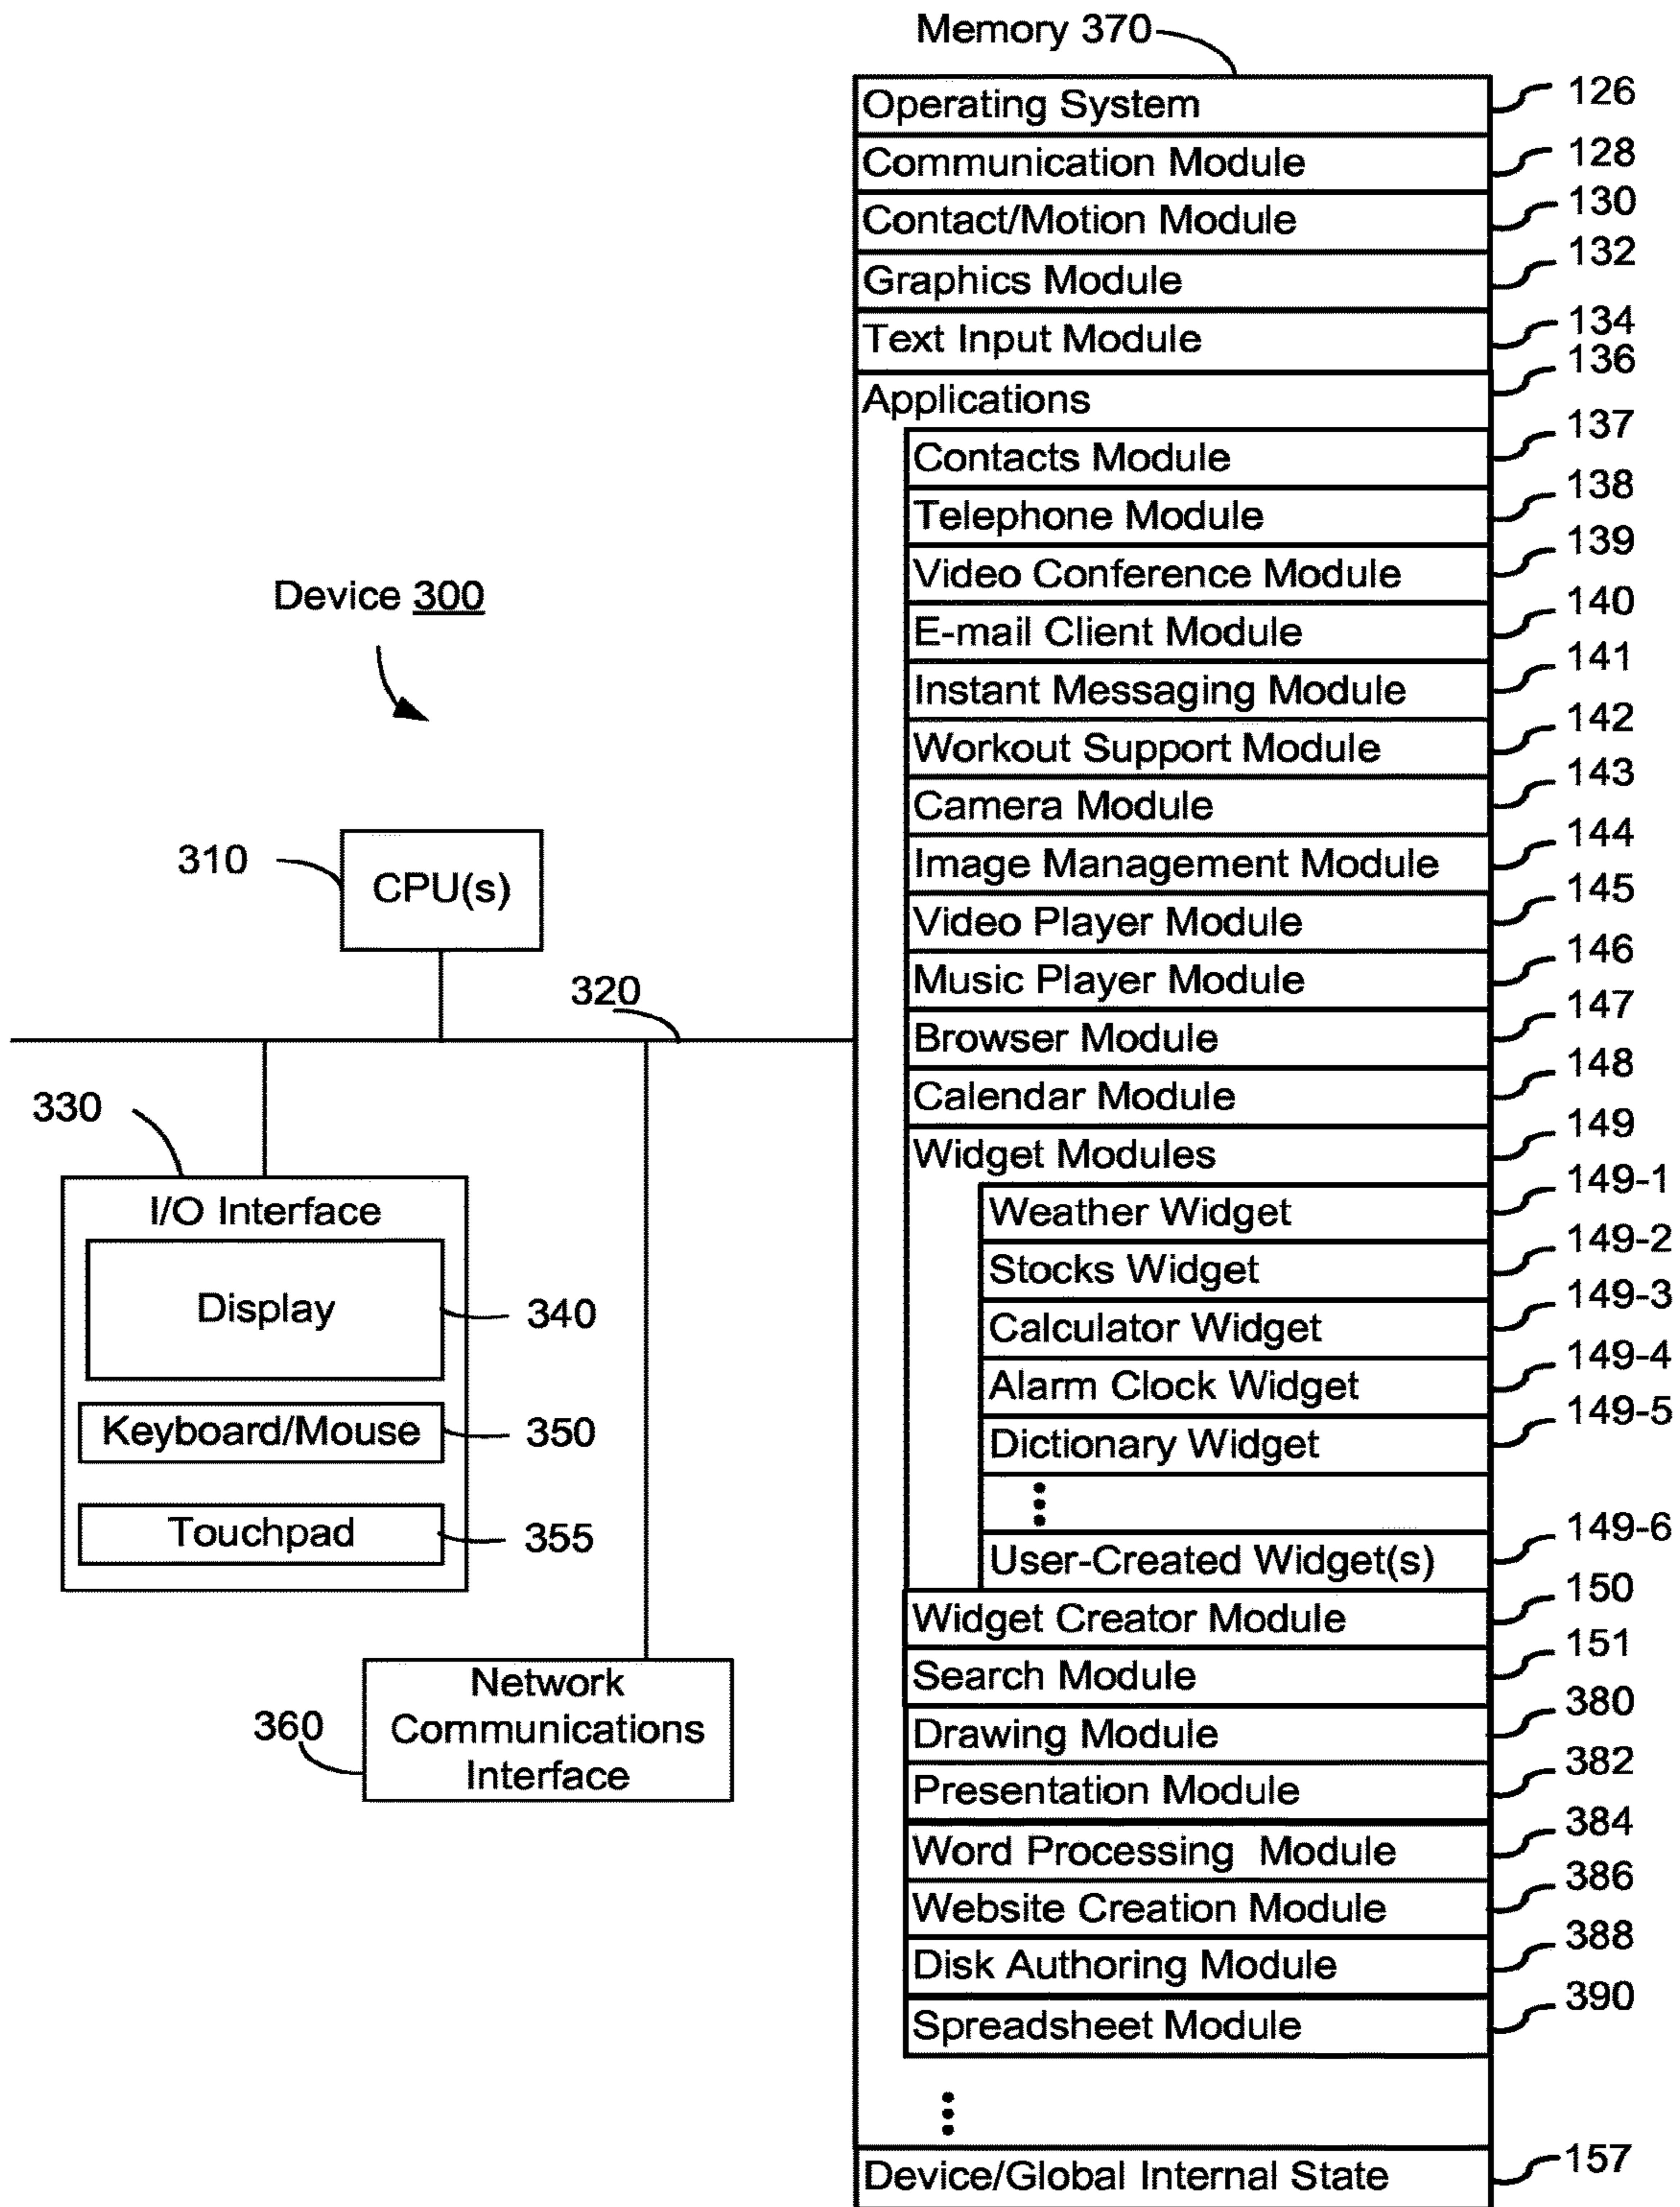 Memory 370
Operating System 126
Communication Module 128
Contact/Motion Module 130
Graphics Module 132
Text Input Module 134
Applications 136
Contacts Module 137
Telephone Module 138
Video Conference Module 139
E-mail Client Module 140
Instant Messaging Module 141
Workout Support Module 142
Camera Module 143
Image Management Module 144
Video Player Module 145
Music Player Module 146
Browser Module 147
Calendar Module 148
Widget Modules 149
Weather Widget 149-1
Stocks Widget 149-2
Calculator Widget 149-3
Alarm Clock Widget 149-4
Dictionary Widget 149-5
User-Created Widget(s) 149-6
Widget Creator Module 150
Search Module 151
Drawing Module 380
Presentation Module 382
Word Processing Module 384
Website Creation Module 386
Disk Authoring Module 388
Spreadsheet Module 390
Device/Global Internal State 157
Device 300
310
CPU(s)
320
330
I/O Interface
Display 340
Keyboard/Mouse 350
Touchpad 355
360
Network
Communications
Interface